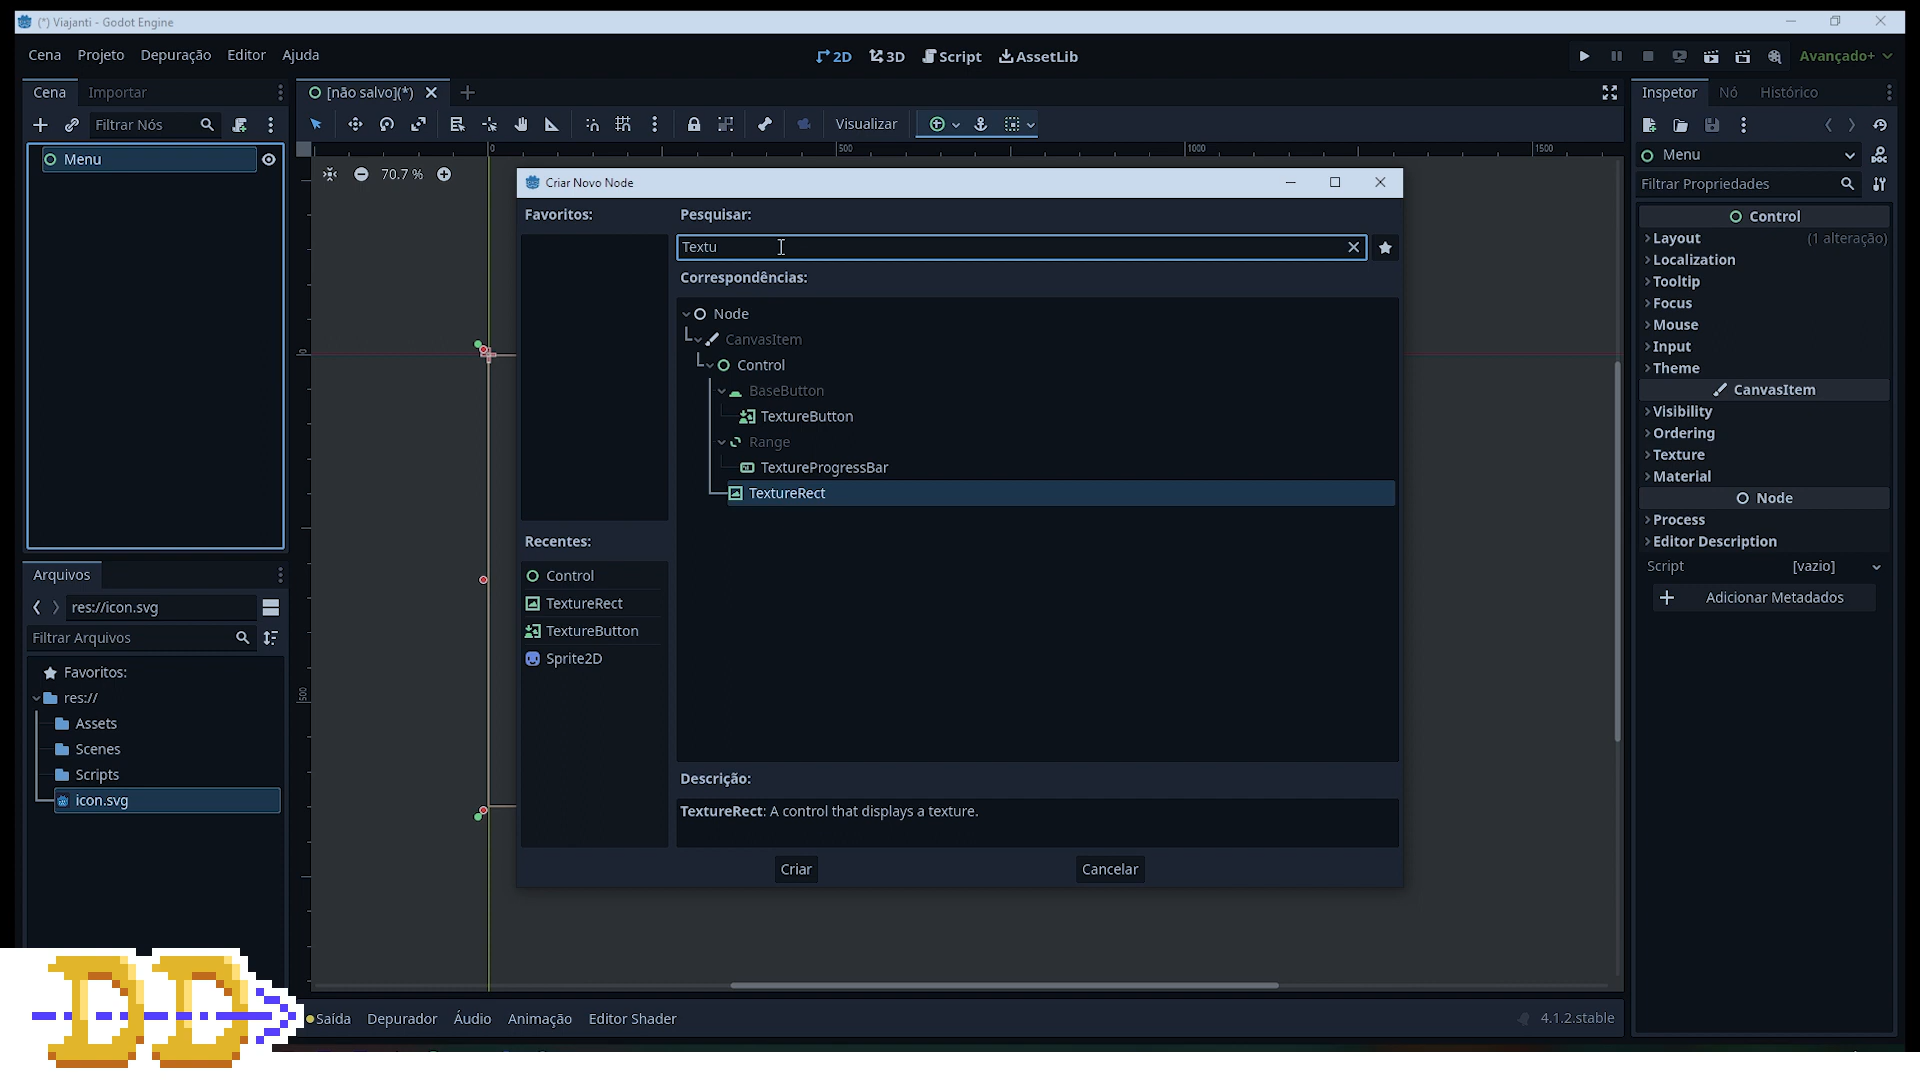 (*) Viajanti - Godot Engine
Cena Projeto Depuração Editor Ajuda
2D 3D Script AssetLib
Avançado+
Cena Importar
[não salvo](*)
Inspetor Nó Histórico
Filtrar Nós
Visualizar
Menu
0 500 1000 1500
70.7 %
Menu
Filtrar Propriedades
Criar Novo Node
Favoritos:
Pesquisar:
Textu
Correspondências:
Node
CanvasItem
Control
BaseButton
TextureButton
Range
TextureProgressBar
TextureRect
Recentes:
Control
TextureRect
TextureButton
Sprite2D
Descrição:
TextureRect: A control that displays a texture.
Criar Cancelar
0
500
Control
Layout (1 alteração)
Localization
Tooltip
Focus
Mouse
Input
Theme
CanvasItem
Visibility
Ordering
Texture
Material
Node
Process
Editor Description
Script [vazio]
Adicionar Metadados
Arquivos
res://icon.svg
Filtrar Arquivos
Favoritos:
res://
Assets
Scenes
Scripts
icon.svg
Saída Depurador Áudio Animação Editor Shader
4.1.2.stable
DD